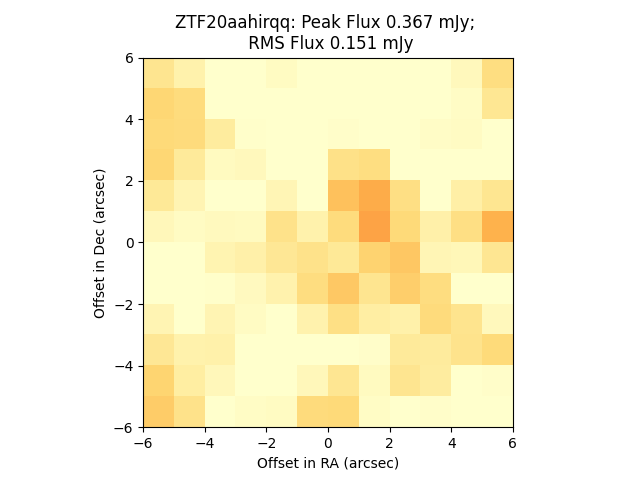 ZTF20aahirqq: Peak Flux 0.367 mJy;
RMS Flux 0.151 mJy
6
4
2
0
−2
−4
−6
Offset in Dec (arcsec)
−6 −4 −2 0 2 4 6
Offset in RA (arcsec)